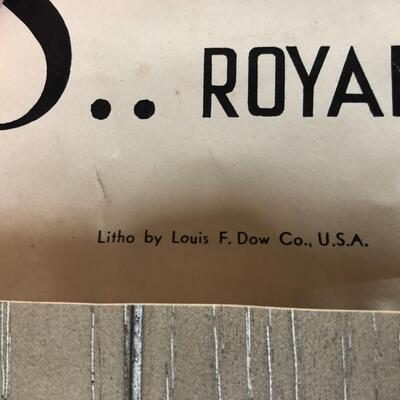 .. ROYAL
Litho by Louis F. Dow Co., U.S.A.